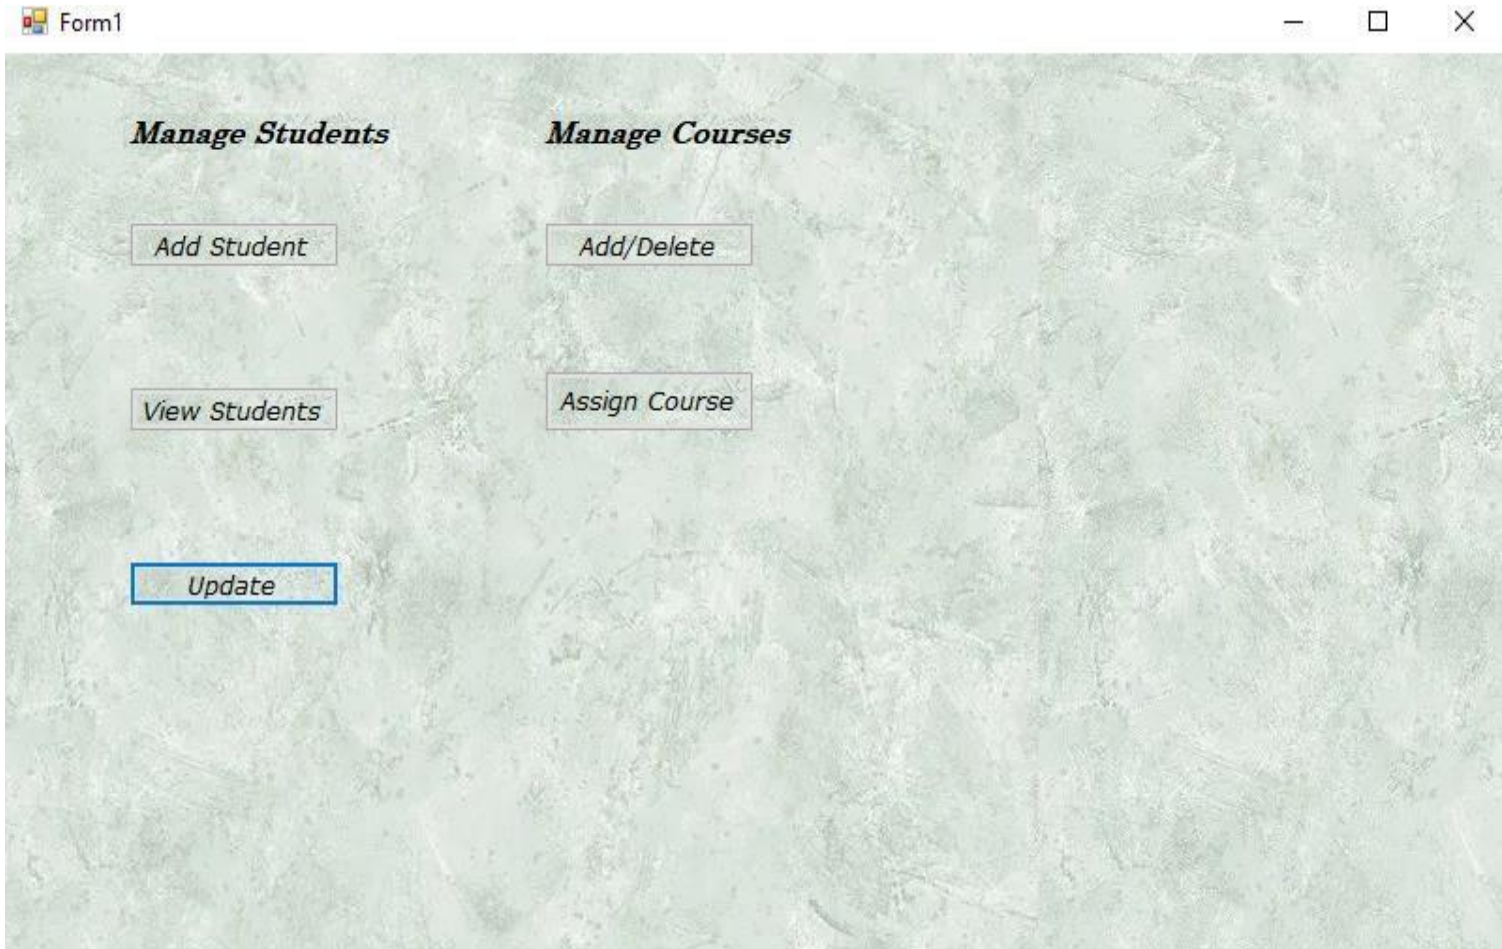 Form1
Manage Students
Manage Courses
Add Student
Add/Delete
View Students
Assign Course
Update